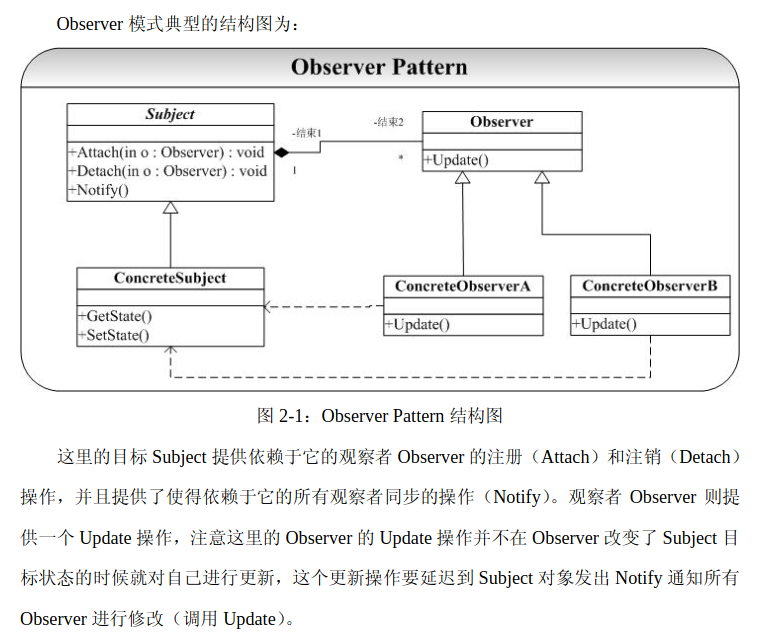 Observer 模式典型的结构图为：
Observer Pattern
Subject
+Attach(in o : Observer) : void
+Detach(in o : Observer) : void
+Notify()
-结束1
1
-结束2
*
Observer
+Update()
ConcreteSubject
+GetState()
+SetState()
ConcreteObserverA
+Update()
ConcreteObserverB
+Update()
图 2-1：Observer Pattern 结构图
这里的目标 Subject 提供依赖于它的观察者 Observer 的注册（Attach）和注销（Detach）
操作，并且提供了使得依赖于它的所有观察者同步的操作（Notify）。观察者 Observer 则提
供一个 Update 操作，注意这里的 Observer 的 Update 操作并不在 Observer 改变了 Subject 目
标状态的时候就对自己进行更新，这个更新操作要延迟到 Subject 对象发出 Notify 通知所有
Observer 进行修改（调用 Update）。